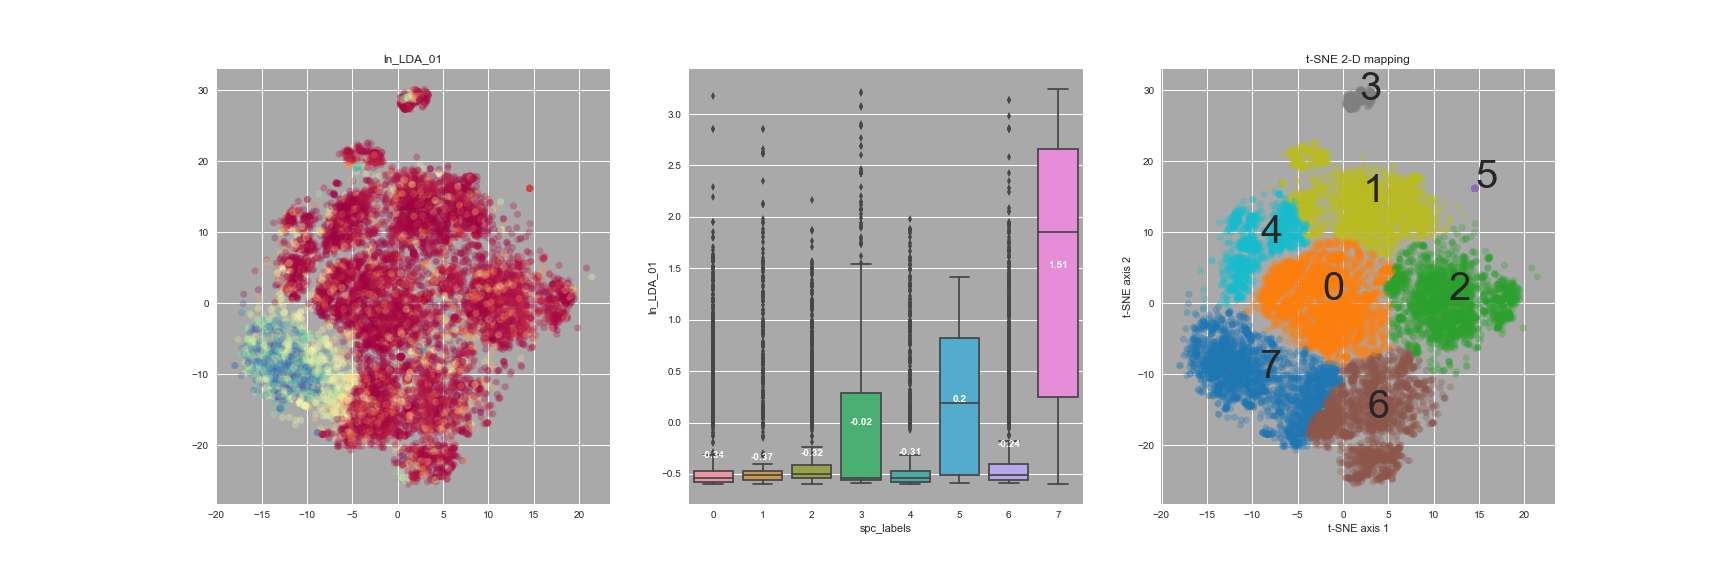 ln_LDA_01
30
20
10
0
−10
−20
−20 −15 −10 −5 0 5 10 15 20
3.0
2.5
2.0
1.5
1.0
0.5
0.0
−0.5
ln_LDA_01
-0.34 -0.37 -0.32 -0.02 -0.31 0.2 -0.24 1.51
0 1 2 3 4 5 6 7
spc_labels
t-SNE 2-D mapping
30
20
10
0
−10
−20
t-SNE axis 2
3
5
1
4
0
2
7
6
−20 −15 −10 −5 0 5 10 15 20
t-SNE axis 1